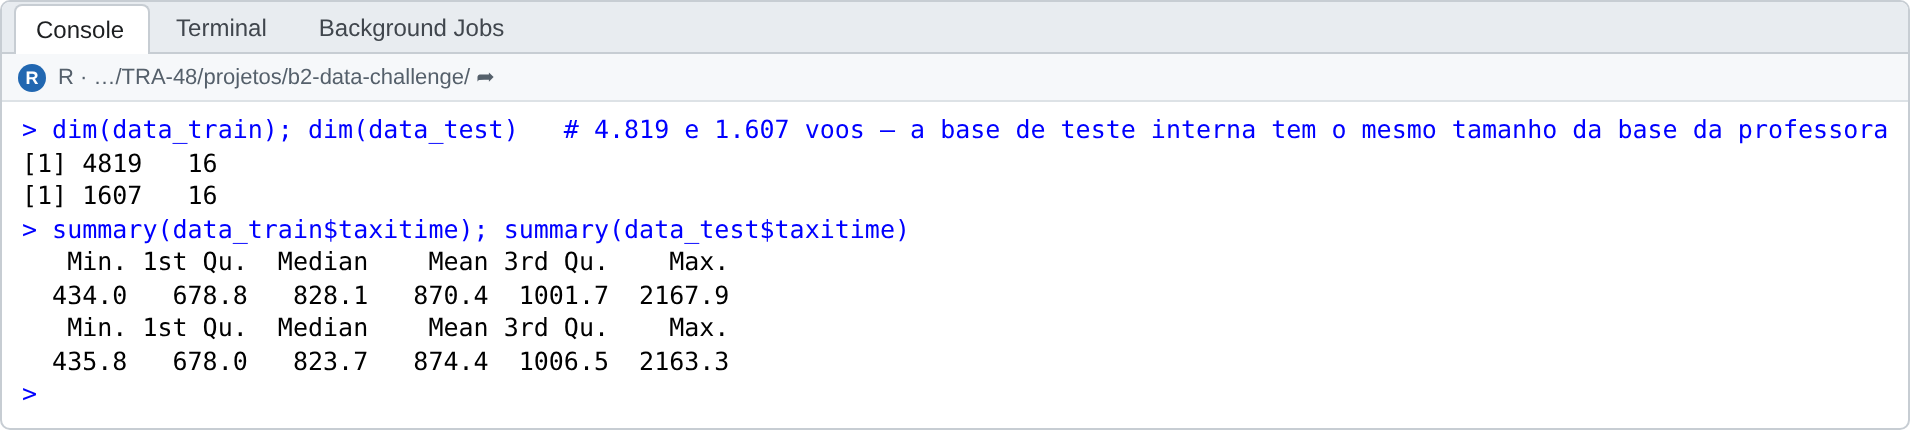 Console Terminal Background Jobs
R R · …/TRA-48/projetos/b2-data-challenge/ ➦
> dim(data_train); dim(data_test)   # 4.819 e 1.607 voos — a base de teste interna tem o mesmo tamanho da base da professora
[1] 4819   16
[1] 1607   16
> summary(data_train$taxitime); summary(data_test$taxitime)
   Min. 1st Qu.  Median    Mean 3rd Qu.    Max.
  434.0   678.8   828.1   870.4  1001.7  2167.9
   Min. 1st Qu.  Median    Mean 3rd Qu.    Max.
  435.8   678.0   823.7   874.4  1006.5  2163.3
>